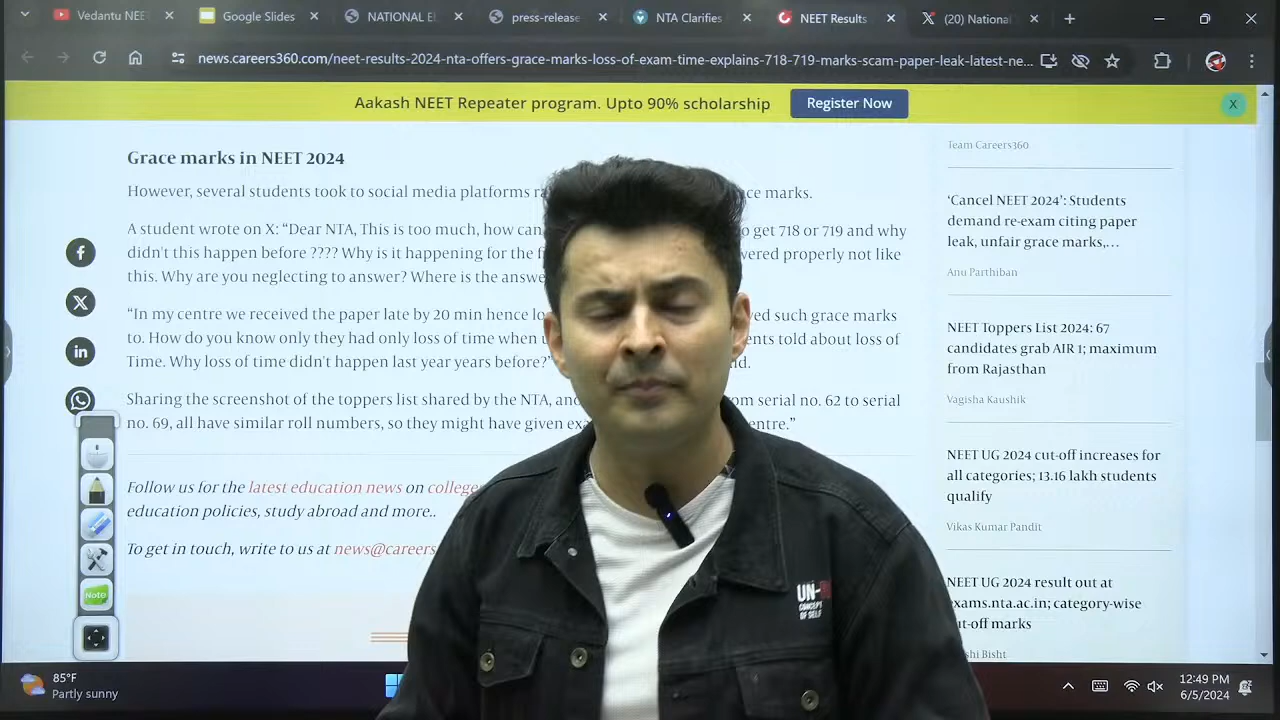 Vedantu NEE
Google Slides
NATIONAL EL
press-release
NTA Clarifies
NEET Results
(20) National
news.careers360.com/neet-results-2024-nta-offers-grace-marks-loss-of-exam-time-explains-718-719-marks-scam-paper-leak-latest-ne...
Aakash NEET Repeater program. Upto 90% scholarship
Register Now
X
Grace marks in NEET 2024
However, several students took to social media platforms ce marks.
A student wrote on X: “Dear NTA, This is too much, how can get 718 or 719 and why
didn't this happen before ???? Why is it happening for the properly not like
this. Why are you neglecting to answer? Where is the
“In my centre we received the paper late by 20 min hence such grace marks
to. How do you know only they had only loss of time when told about loss of
Time. Why loss of time didn't happen last year years before?”
Sharing the screenshot of the toppers list shared by the NTA, serial no. 62 to serial
no. 69, all have similar roll numbers, so they might have given
Follow us for the latest education news on
education policies, study abroad and more..
To get in touch, write to us at news@careers
Team Careers360
‘Cancel NEET 2024’: Students
demand re-exam citing paper
leak, unfair grace marks,...
Anu Parthiban
NEET Toppers List 2024: 67
candidates grab AIR 1; maximum
from Rajasthan
Vagisha Kaushik
NEET UG 2024 cut-off increases for
all categories; 13.16 lakh students
qualify
Vikas Kumar Pandit
NEET UG 2024 result out at
exams.nta.ac.in; category-wise
cut-off marks
shi Bisht
Note
UN-
CONCEPT
OF SELF
85°F
Partly sunny
12:49 PM
6/5/2024